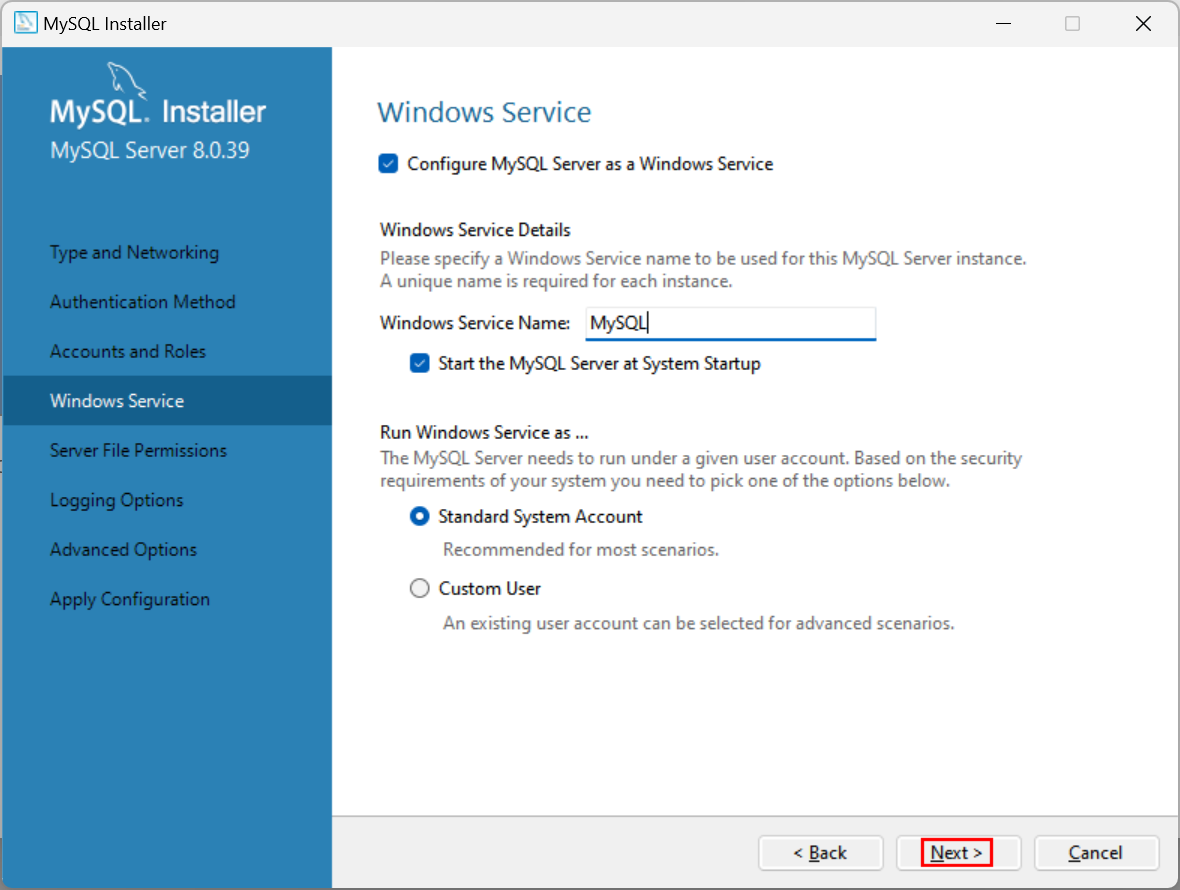 MySQL Installer
MySQL. Installer
MySQL Server 8.0.39
Type and Networking
Authentication Method
Accounts and Roles
Windows Service
Server File Permissions
Logging Options
Advanced Options
Apply Configuration
Windows Service
Configure MySQL Server as a Windows Service
Windows Service Details
Please specify a Windows Service name to be used for this MySQL Server instance.
A unique name is required for each instance.
Windows Service Name: MySQL
Start the MySQL Server at System Startup
Run Windows Service as ...
The MySQL Server needs to run under a given user account. Based on the security
requirements of your system you need to pick one of the options below.
Standard System Account
Recommended for most scenarios.
Custom User
An existing user account can be selected for advanced scenarios.
< Back Next > Cancel